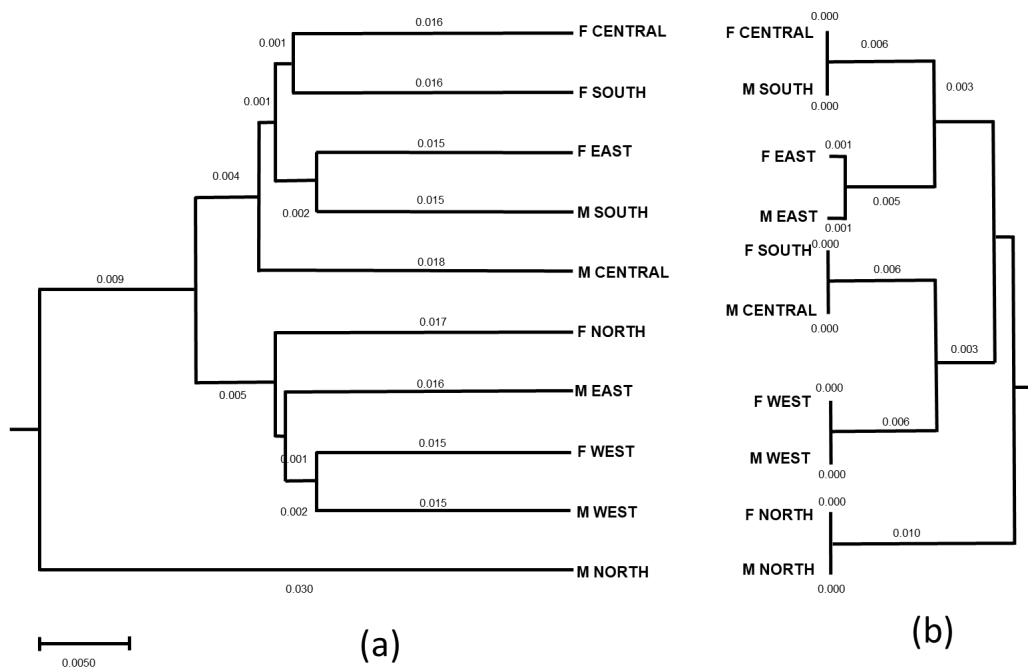 0.016
F CENTRAL
0.001
0.016
F SOUTH
0.001
0.015
F EAST
0.004
0.015
M SOUTH
0.002
0.018
M CENTRAL
0.009
0.017
F NORTH
0.005
0.016
M EAST
0.015
F WEST
0.001
0.015
M WEST
0.002
M NORTH
0.030
0.0050
(a)
0.000
F CENTRAL
0.006
M SOUTH
0.000
0.003
0.001
F EAST
0.005
M EAST
0.001
0.000
F SOUTH
0.006
M CENTRAL
0.000
0.003
0.000
F WEST
0.006
M WEST
0.000
0.000
F NORTH
0.010
M NORTH
0.000
(b)